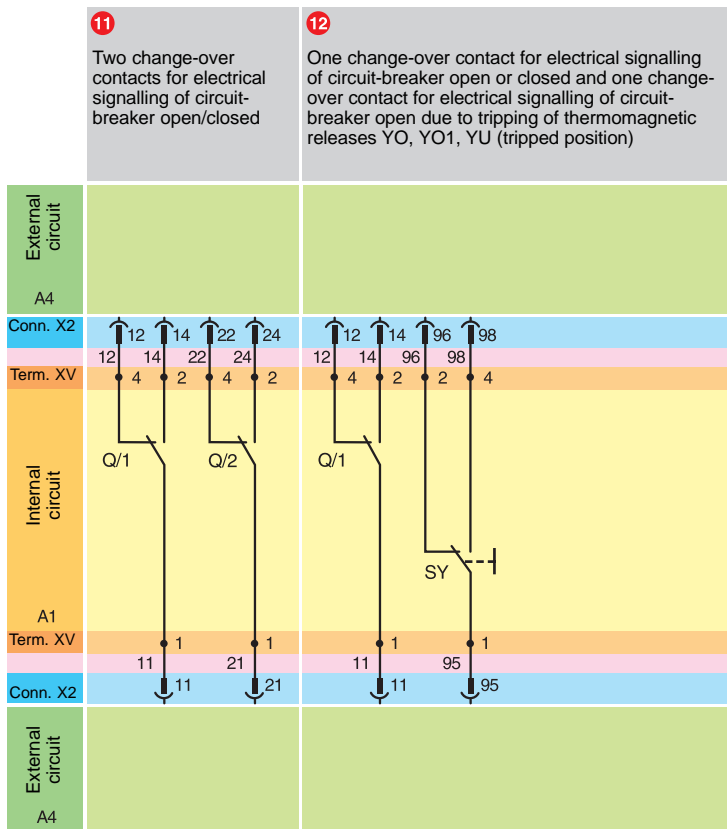 11
Two change-over
contacts for electrical
signalling of circuit-
breaker open/closed
12
One change-over contact for electrical signalling
of circuit-breaker open or closed and one change-
over contact for electrical signalling of circuit-
breaker open due to tripping of thermomagnetic
releases YO, YO1, YU (tripped position)
External
circuit
A4
Conn. X2
12 14 22 24 12 14 96 98
12 14 22 24 12 14 96 98
Term. XV
4 2 4 2 4 2 2 4
Internal
circuit
Q/1 Q/2 Q/1
SY
A1
Term. XV
1 1 1 1
11 21 11 95
Conn. X2
11 21 11 95
External
circuit
A4